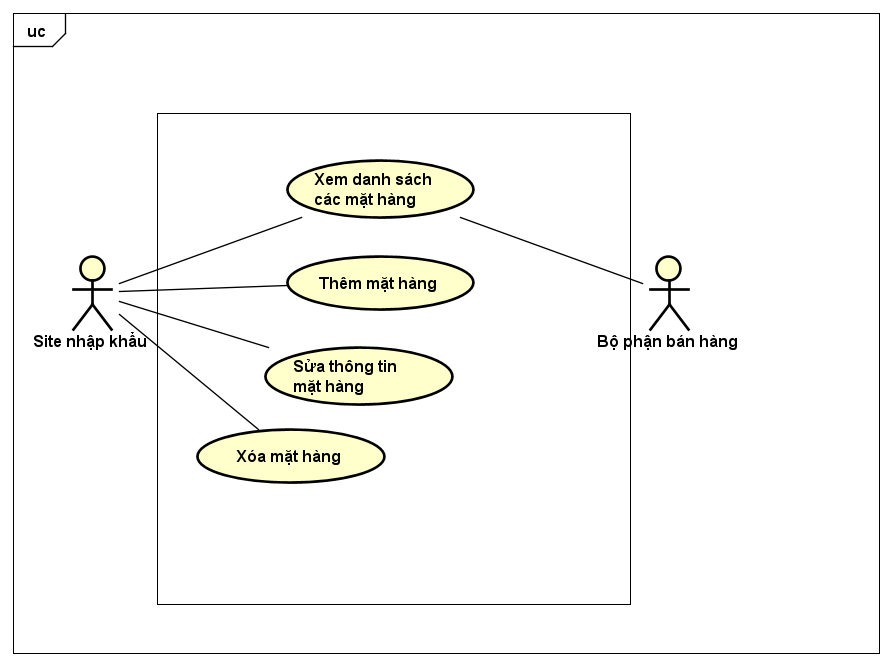 uc
Xem danh sách
các mặt hàng
Thêm mặt hàng
Site nhập khẩu
Bộ phận bán hàng
Sửa thông tin
mặt hàng
Xóa mặt hàng